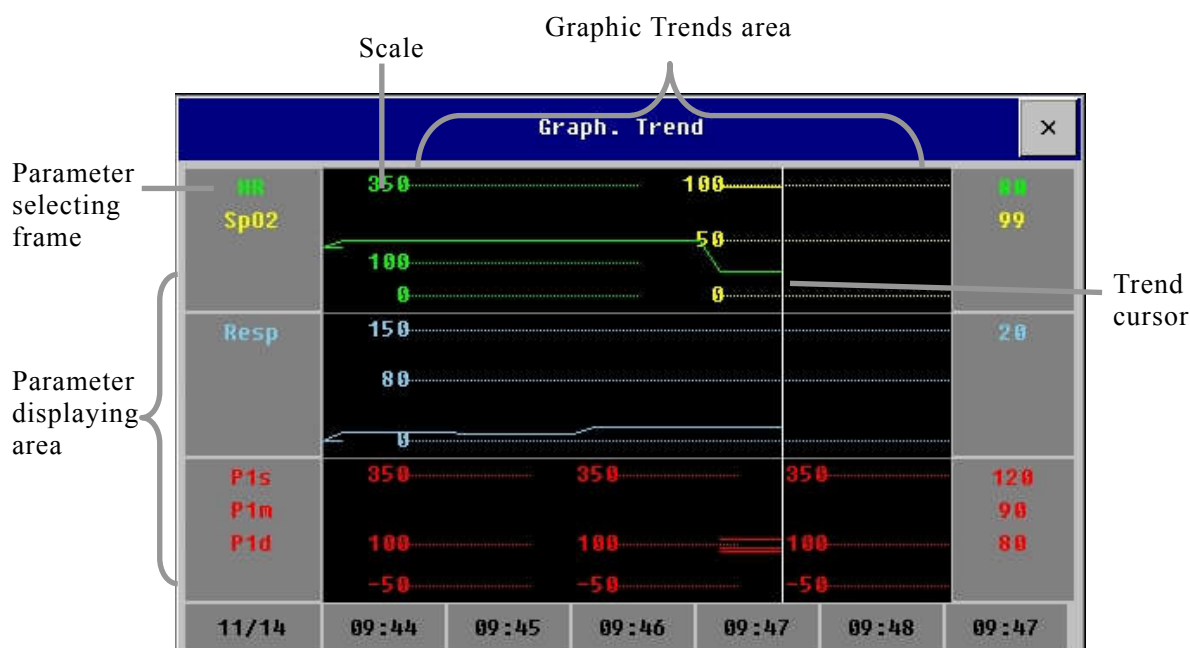 Graphic Trends area
Scale
Graph. Trend
×
Parameter
selecting
frame
HR
SpO2
350
100
50
100
0
0
80
99
Trend
cursor
Parameter
displaying
area
Resp
150
80
0
20
P1s
P1m
P1d
350 350 350
100 100 100
-50 -50 -50
120
90
80
11/14 09:44 09:45 09:46 09:47 09:48 09:47